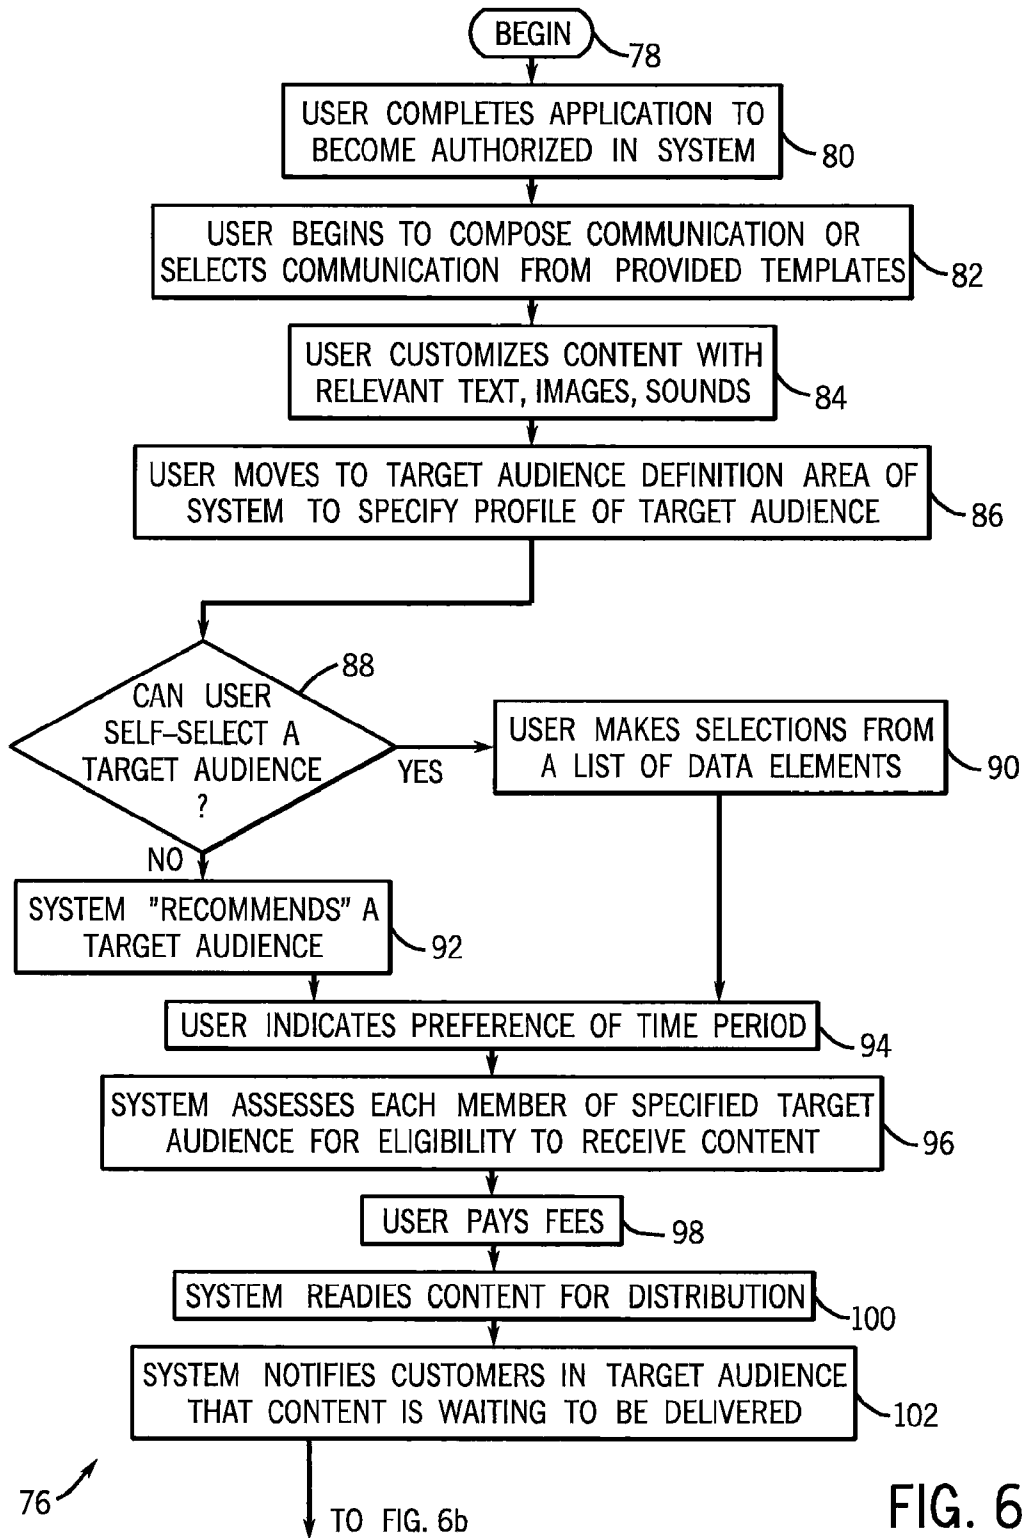 BEGIN
78
USER COMPLETES APPLICATION TO
BECOME AUTHORIZED IN SYSTEM
80
USER BEGINS TO COMPOSE COMMUNICATION OR
SELECTS COMMUNICATION FROM PROVIDED TEMPLATES
82
USER CUSTOMIZES CONTENT WITH
RELEVANT TEXT, IMAGES, SOUNDS
84
USER MOVES TO TARGET AUDIENCE DEFINITION AREA OF
SYSTEM TO SPECIFY PROFILE OF TARGET AUDIENCE
86
88
CAN USER
SELF-SELECT A
TARGET AUDIENCE
?
YES
USER MAKES SELECTIONS FROM
A LIST OF DATA ELEMENTS
90
NO
SYSTEM "RECOMMENDS" A
TARGET AUDIENCE
92
USER INDICATES PREFERENCE OF TIME PERIOD
94
SYSTEM ASSESSES EACH MEMBER OF SPECIFIED TARGET
AUDIENCE FOR ELIGIBILITY TO RECEIVE CONTENT
96
USER PAYS FEES
98
SYSTEM READIES CONTENT FOR DISTRIBUTION
100
SYSTEM NOTIFIES CUSTOMERS IN TARGET AUDIENCE
THAT CONTENT IS WAITING TO BE DELIVERED
102
76
TO FIG. 6b
FIG. 6